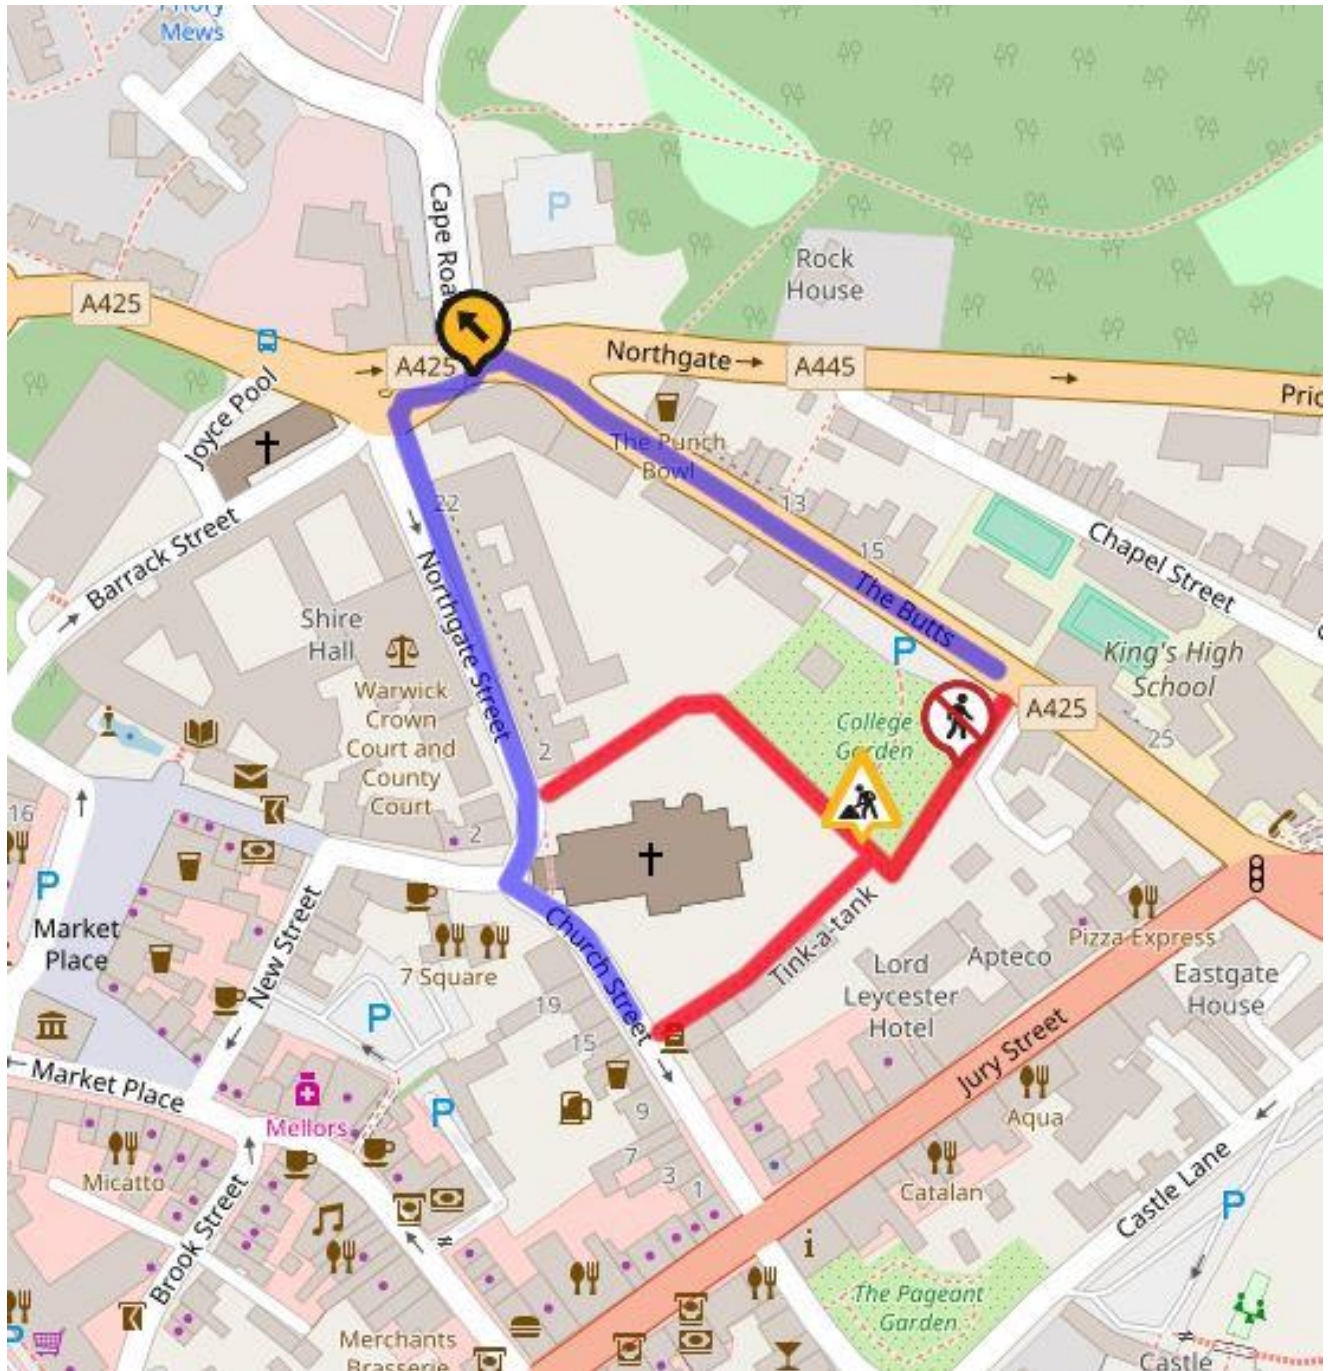 Priory
Mews
Cape Roa
P
Rock
House
A425
A425
Northgate
A445
Prio
Joyce Pool
The Punch
Bowl
22
13
15
Barrack Street
Northgate Street
The Butts
Chapel Street
Shire
Hall
P
King's High
School
Warwick
Crown
Court and
County
Court
College
Garden
A425
25
2
2
16
P
Market
Place
New Street
7 Square
Church Street
Tink-a-tank
Pizza Express
Apteco
Lord
Leycester
Hotel
Eastgate
House
P
19
15
Jury Street
Market Place
Mellors
P
9
Aqua
7
3
1
Micatto
Catalan
Castle Lane
P
Brook Street
The Pageant
Garden
P
Merchants
Brasserie
Castle